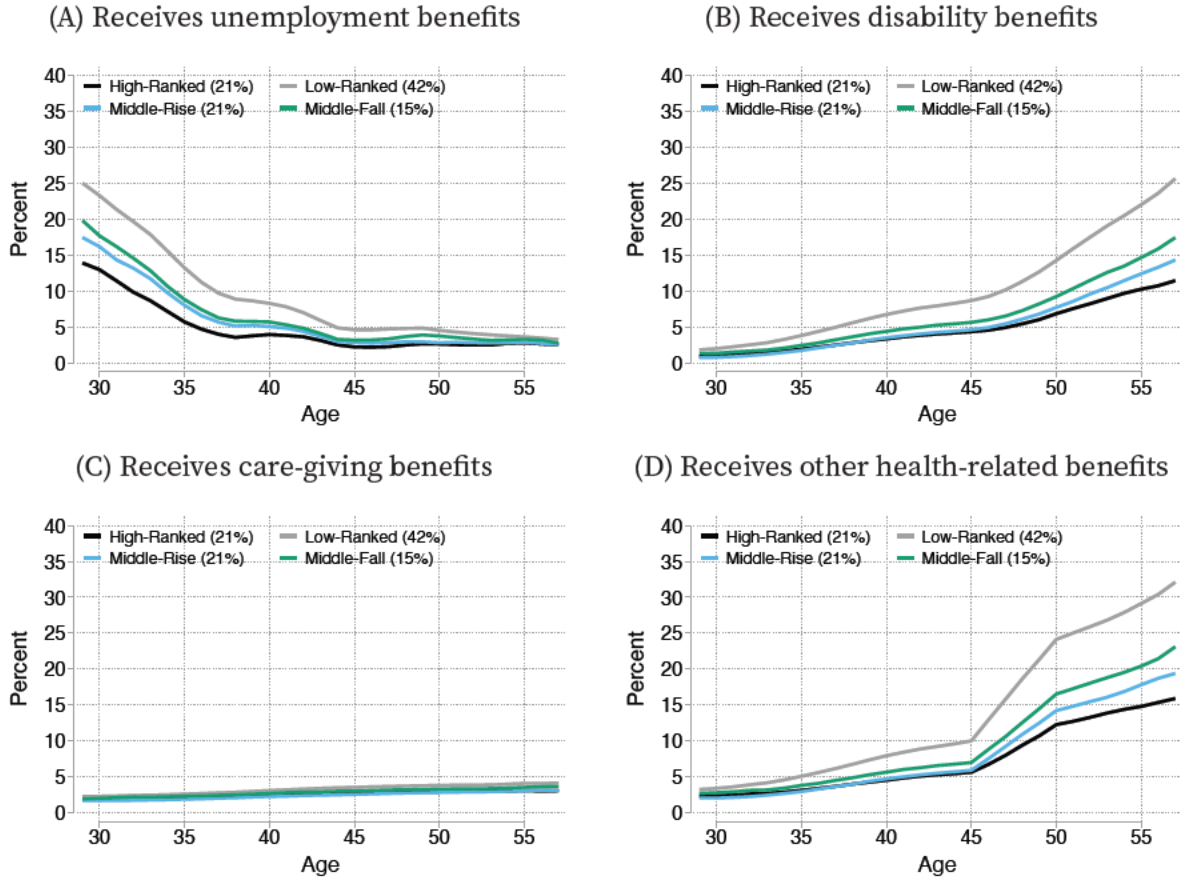 (A) Receives unemployment benefits
High-Ranked (21%) Low-Ranked (42%)
Middle-Rise (21%) Middle-Fall (15%)
Percent
40
35
30
25
20
15
10
5
0
30 35 40 45 50 55
Age
(B) Receives disability benefits
High-Ranked (21%) Low-Ranked (42%)
Middle-Rise (21%) Middle-Fall (15%)
Percent
40
35
30
25
20
15
10
5
0
30 35 40 45 50 55
Age
(C) Receives care-giving benefits
High-Ranked (21%) Low-Ranked (42%)
Middle-Rise (21%) Middle-Fall (15%)
Percent
40
35
30
25
20
15
10
5
0
30 35 40 45 50 55
Age
(D) Receives other health-related benefits
High-Ranked (21%) Low-Ranked (42%)
Middle-Rise (21%) Middle-Fall (15%)
Percent
40
35
30
25
20
15
10
5
0
30 35 40 45 50 55
Age